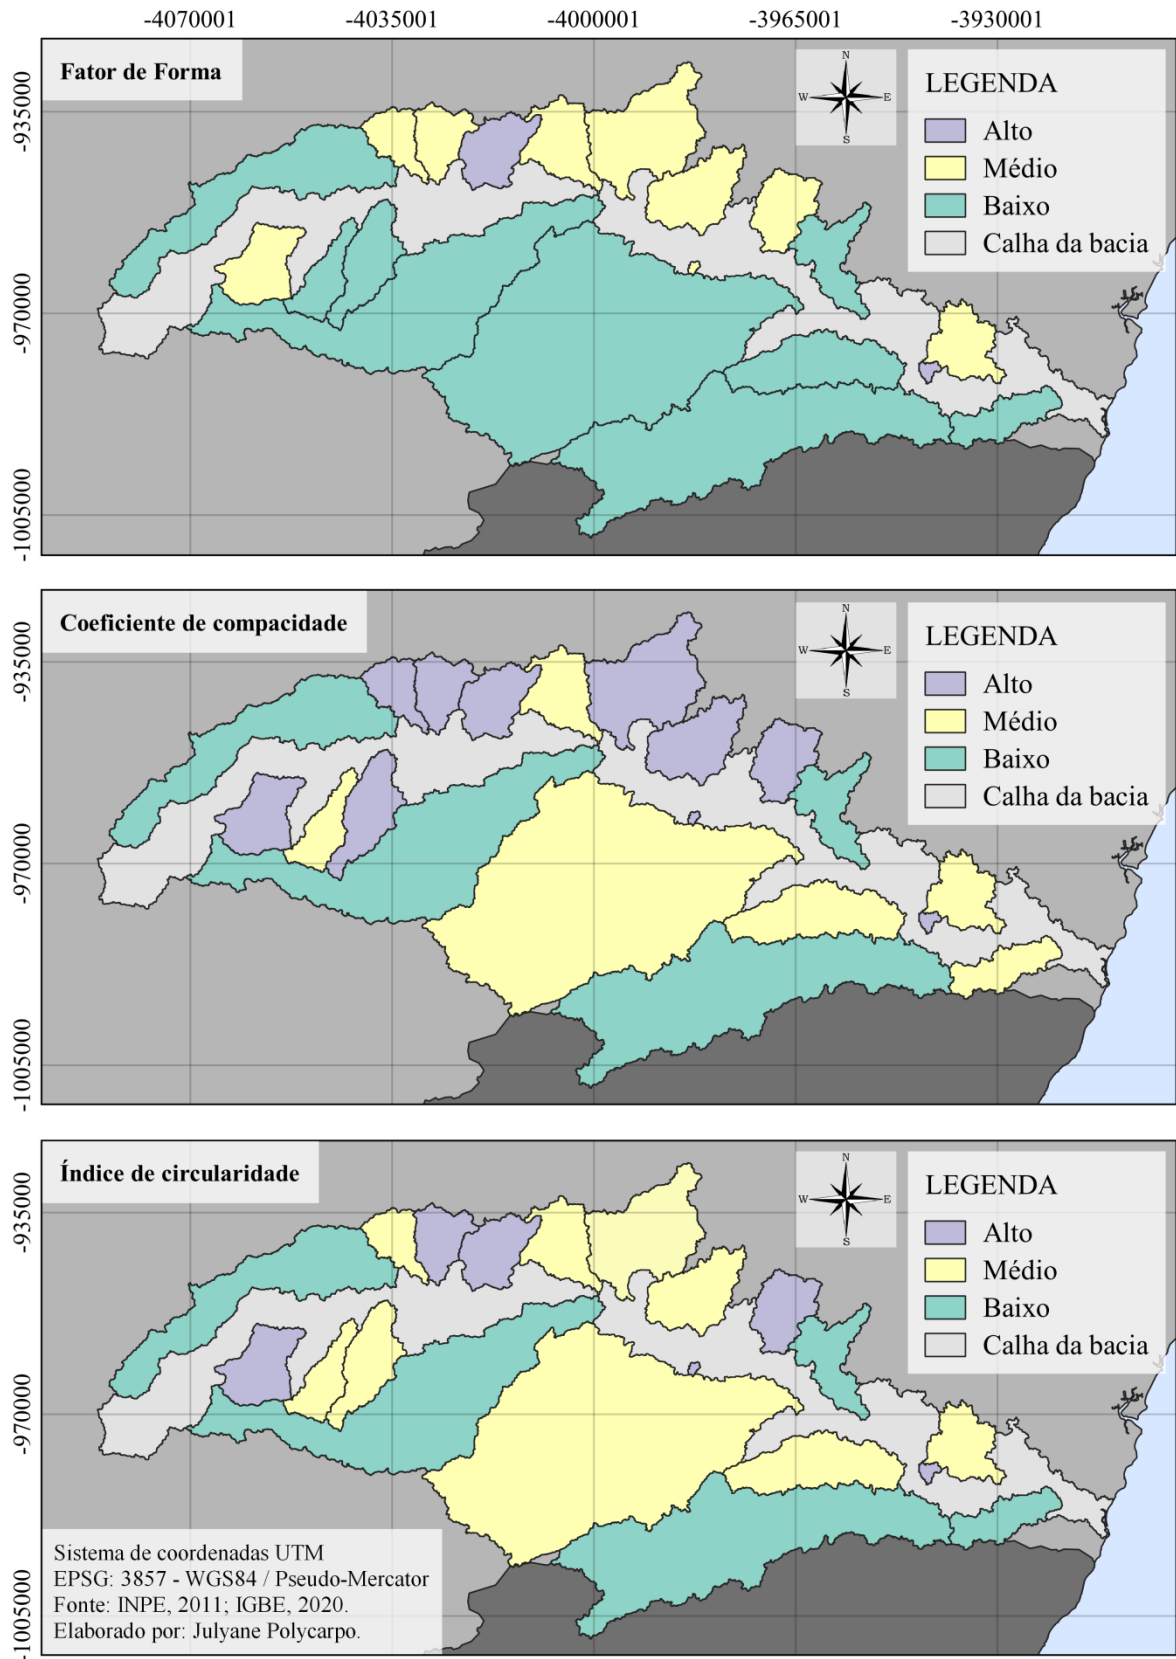 -4070001 -4035001 -4000001 -3965001 -3930001
Fator de Forma
N
W E
S
LEGENDA
Alto
Médio
Baixo
Calha da bacia
-935000
-970000
-1005000
Coeficiente de compacidade
N
W E
S
LEGENDA
Alto
Médio
Baixo
Calha da bacia
-935000
-970000
-1005000
Índice de circularidade
N
W E
S
LEGENDA
Alto
Médio
Baixo
Calha da bacia
-935000
-970000
-1005000
Sistema de coordenadas UTM
EPSG: 3857 - WGS84 / Pseudo-Mercator
Fonte: INPE, 2011; IGBE, 2020.
Elaborado por: Julyane Polycarpo.